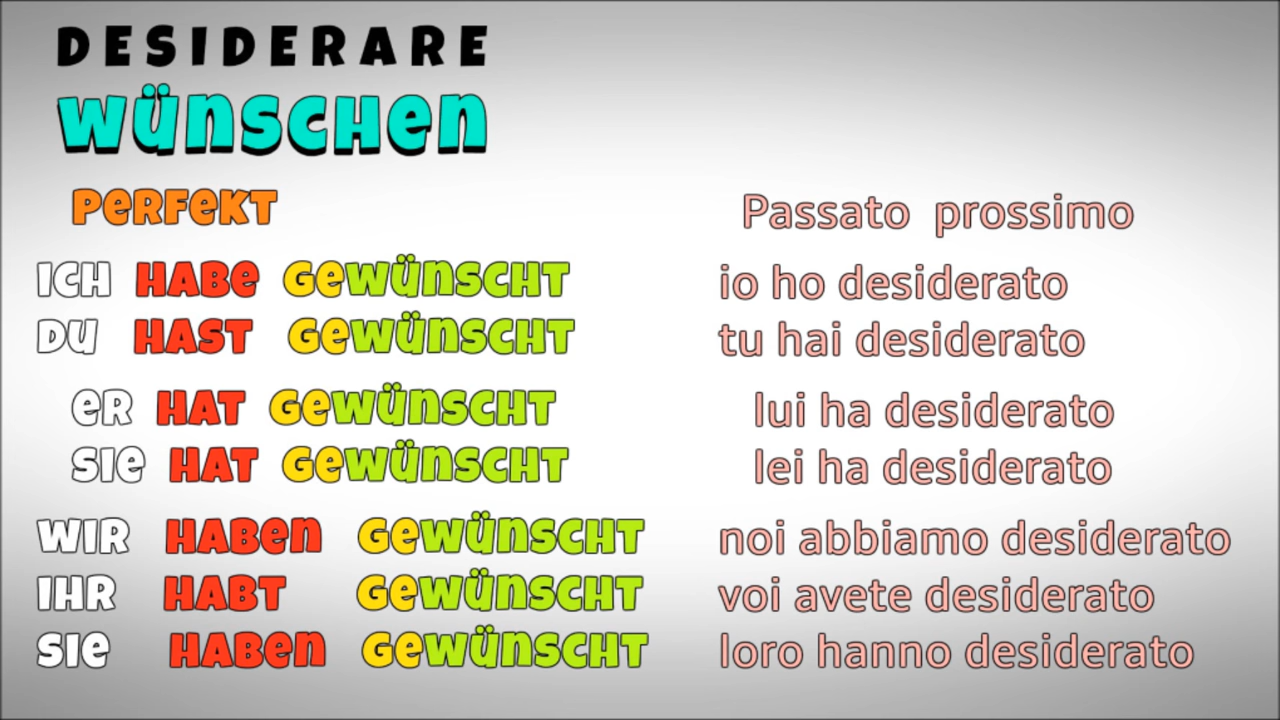 DESIDERARE
wünschen
Perfekt Passato prossimo
ich habe gewünscht io ho desiderato
du hast gewünscht tu hai desiderato
er hat gewünscht lui ha desiderato
sie hat gewünscht lei ha desiderato
wir haben gewünscht noi abbiamo desiderato
ihr habt gewünscht voi avete desiderato
sie haben gewünscht loro hanno desiderato